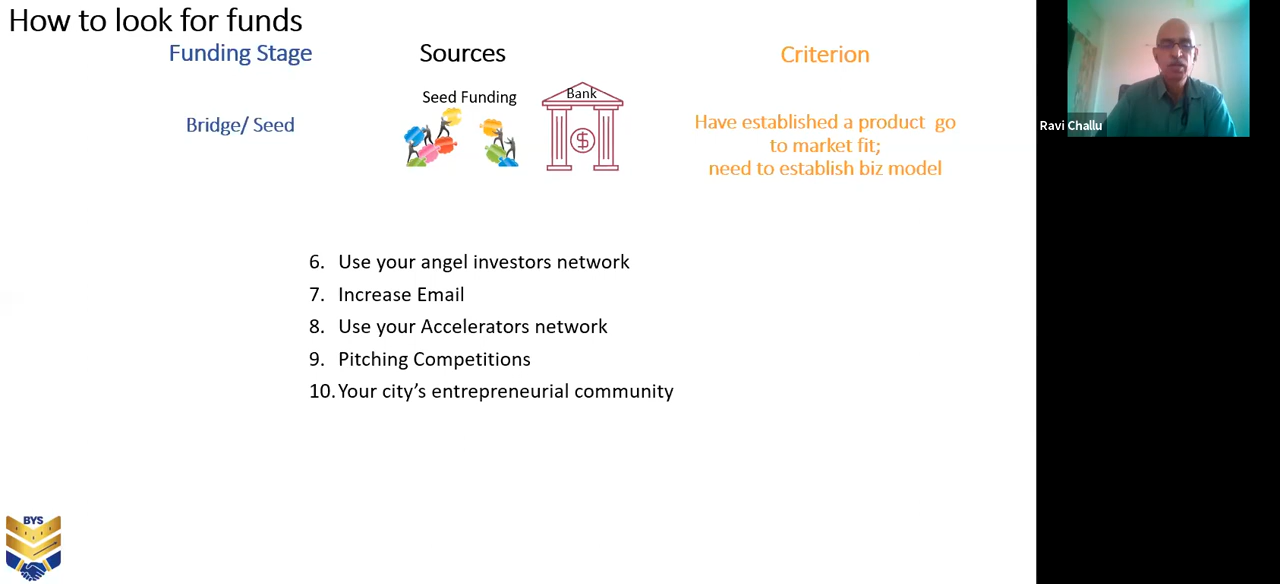 How to look for funds
Funding Stage
Sources
Criterion
Seed Funding
Bank
Bridge/ Seed
Have established a product go
to market fit;
need to establish biz model
6. Use your angel investors network
7. Increase Email
8. Use your Accelerators network
9. Pitching Competitions
10. Your city's entrepreneurial community
BYS
Ravi Challu